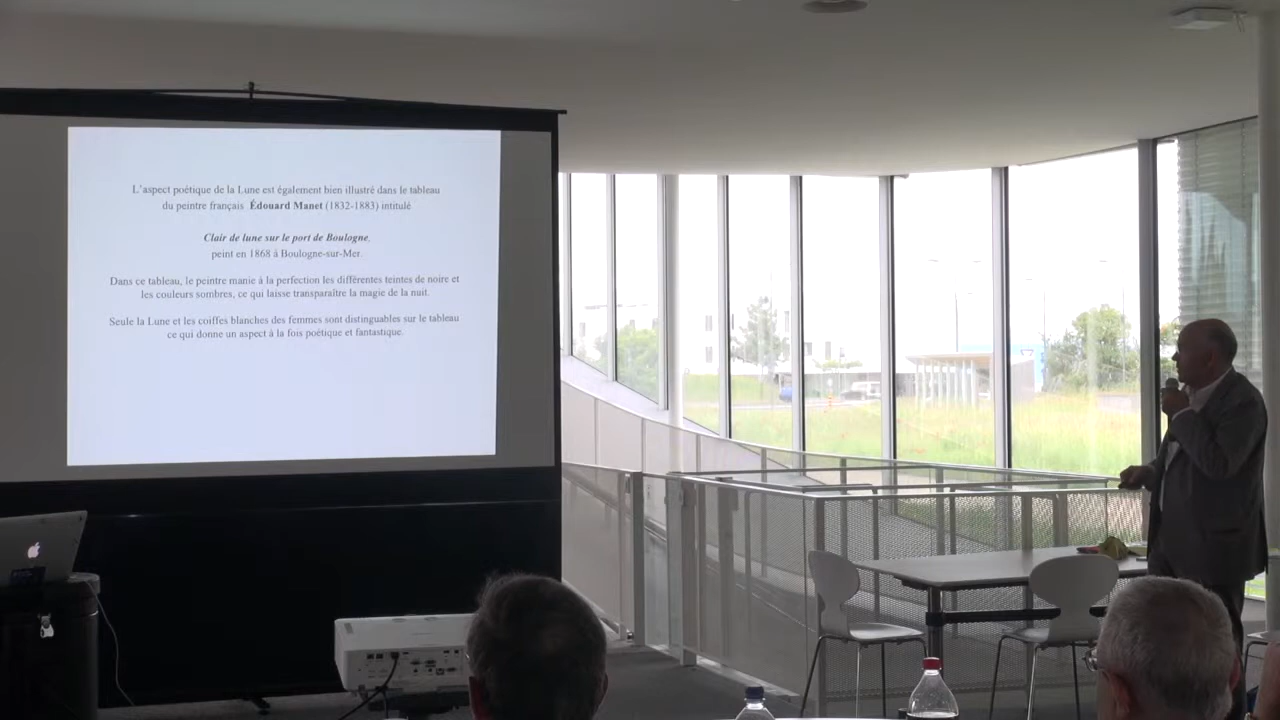 L'aspect poétique de la Lune est également bien illustré dans le tableau
du peintre français Édouard Manet (1832-1883) intitulé
Clair de lune sur le port de Boulogne,
peint en 1868 à Boulogne-sur-Mer.
Dans ce tableau, le peintre manie à la perfection les différentes teintes de noire et
les couleurs sombres, ce qui laisse transparaître la magie de la nuit.
Seule la Lune et les coiffes blanches des femmes sont distinguables sur le tableau
ce qui donne un aspect à la fois poétique et fantastique.